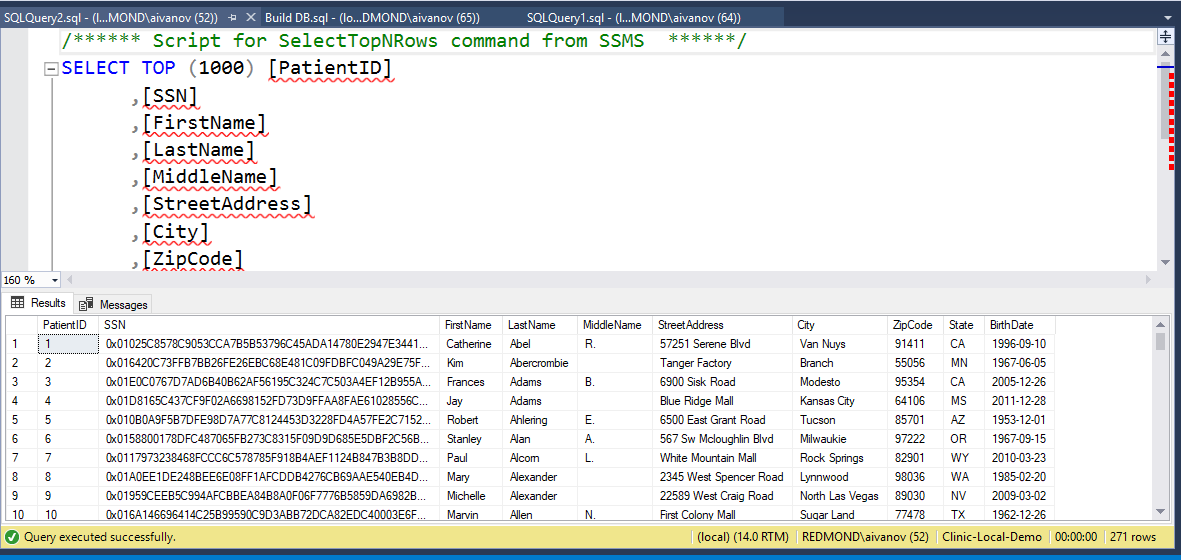 SQLQuery2.sql - (l...MOND\aivanov (52)) Build DB.sql - (lo...DMOND\aivanov (65)) SQLQuery1.sql - (l...MOND\aivanov (64))
/****** Script for SelectTopNRows command from SSMS  ******/
SELECT TOP (1000) [PatientID]
,[SSN]
,[FirstName]
,[LastName]
,[MiddleName]
,[StreetAddress]
,[City]
,[ZipCode]
160 %
Results Messages
PatientID SSN FirstName LastName MiddleName StreetAddress City ZipCode State BirthDate
1 1 0x01025C8578C9053CCA7B5B53796C45ADA14780E2947E3441... Catherine Abel R. 57251 Serene Blvd Van Nuys 91411 CA 1996-09-10
2 2 0x016420C73FFB7BB26FE26EBC68E481C09FDBFC049A29E75F... Kim Abercrombie Tanger Factory Branch 55056 MN 1967-06-05
3 3 0x01E0C0767D7AD6B40B62AF56195C324C7C503A4EF12B955A... Frances Adams B. 6900 Sisk Road Modesto 95354 CA 2005-12-26
4 4 0x01D8165C437CF9F02A6698152FD73D9FFAA8FAE61028556C... Jay Adams Blue Ridge Mall Kansas City 64106 MS 2011-12-28
5 5 0x010B0A9F5B7DFE98D7A77C8124453D3228FD4A57FE2C7152... Robert Ahlering E. 6500 East Grant Road Tucson 85701 AZ 1953-12-01
6 6 0x0158800178DFC487065FB273C8315F09D9D685E5DBF2C56B... Stanley Alan A. 567 Sw Mcloughlin Blvd Milwaukie 97222 OR 1967-09-15
7 7 0x0117973238468FCCC6C578785F918B4AEF1124B847B3B8DD... Paul Alcorn L. White Mountain Mall Rock Springs 82901 WY 2010-03-23
8 8 0x01A0EE1DE248BEE6E08FF1AFCDDB4276CB69AAE540EB4D... Mary Alexander 2345 West Spencer Road Lynnwood 98036 WA 1985-02-20
9 9 0x01959CEEB5C994AFCBBEA84B8A0F06F7776B5859DA6982B... Michelle Alexander 22589 West Craig Road North Las Vegas 89030 NV 2009-03-02
10 10 0x016A146696414C25B99590C9D3ABB72DCA82EDC40003E6F... Marvin Allen N. First Colony Mall Sugar Land 77478 TX 1962-12-26
Query executed successfully. (local) (14.0 RTM) REDMOND\aivanov (52) Clinic-Local-Demo 00:00:00 271 rows